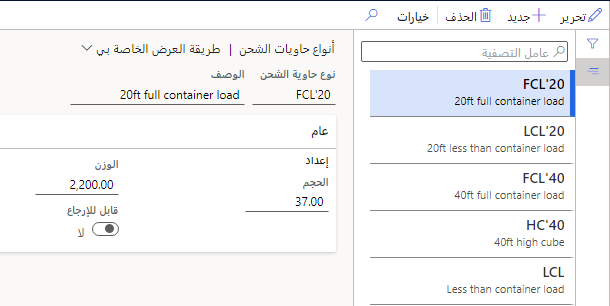 تحرير
جديد
الحذف
خيارات
عامل التصفية
FCL'20
20ft full container load
LCL'20
20ft less than container load
FCL'40
40ft full container load
HC'40
40ft high cube
LCL
Less than container load
أنواع حاويات الشحن | طريقة العرض الخاصة بي
نوع حاوية الشحن
الوصف
FCL'20
20ft full container load
عام
إعداد
الحجم
37.00
الوزن
2,200.00
قابل للإرجاع
لا